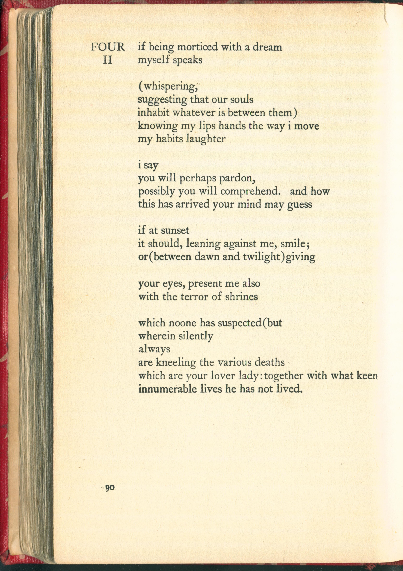 FOUR if being morticed with a dream
II myself speaks
(whispering,
suggesting that our souls
inhabit whatever is between them)
knowing my lips hands the way i move
my habits laughter
i say
you will perhaps pardon,
possibly you will comprehend. and how
this has arrived your mind may guess
if at sunset
it should, leaning against me, smile;
or(between dawn and twilight)giving
your eyes, present me also
with the terror of shrines
which noone has suspected(but
wherein silently
always
are kneeling the various deaths
which are your lover lady:together with what keen
innumerable lives he has not lived.
90